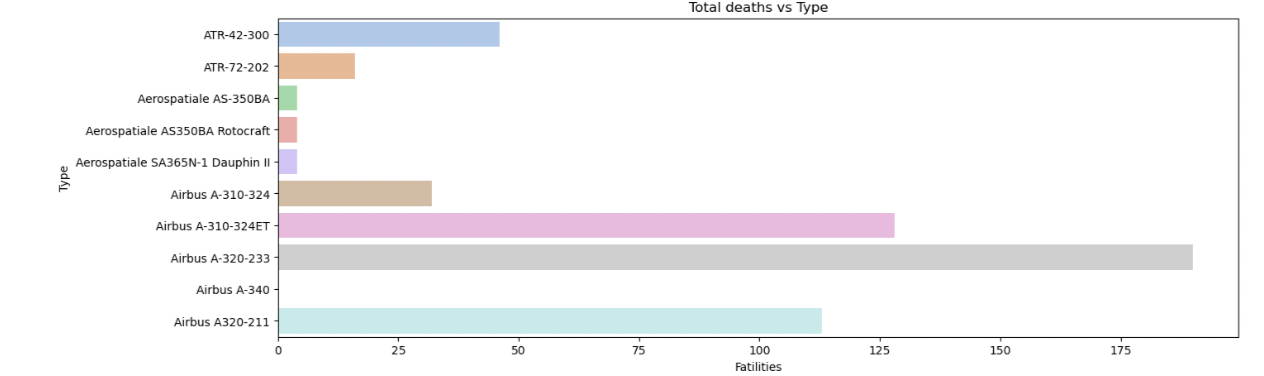 Total deaths vs Type
ATR-42-300
ATR-72-202
Aerospatiale AS-350BA
Aerospatiale AS350BA Rotocraft
Aerospatiale SA365N-1 Dauphin II
Airbus A-310-324
Airbus A-310-324ET
Airbus A-320-233
Airbus A-340
Airbus A320-211
Type
0 25 50 75 100 125 150 175
Fatilities